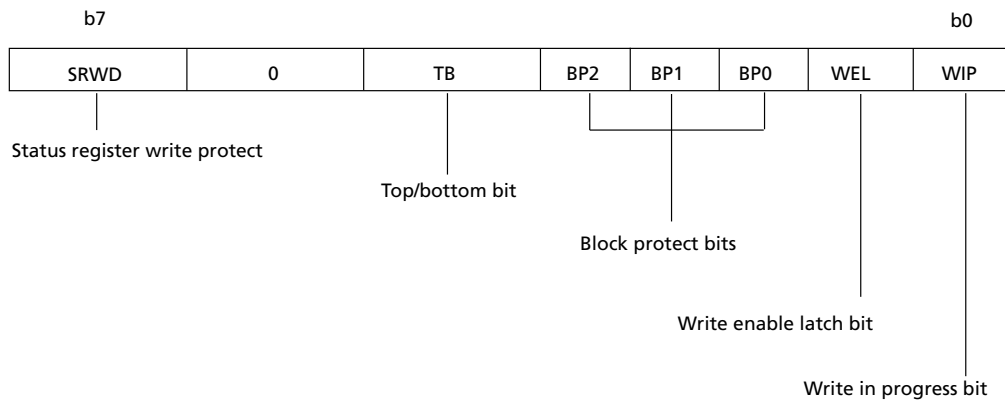 b7 b0
SRWD 0 TB BP2 BP1 BP0 WEL WIP
Status register write protect
Top/bottom bit
Block protect bits
Write enable latch bit
Write in progress bit